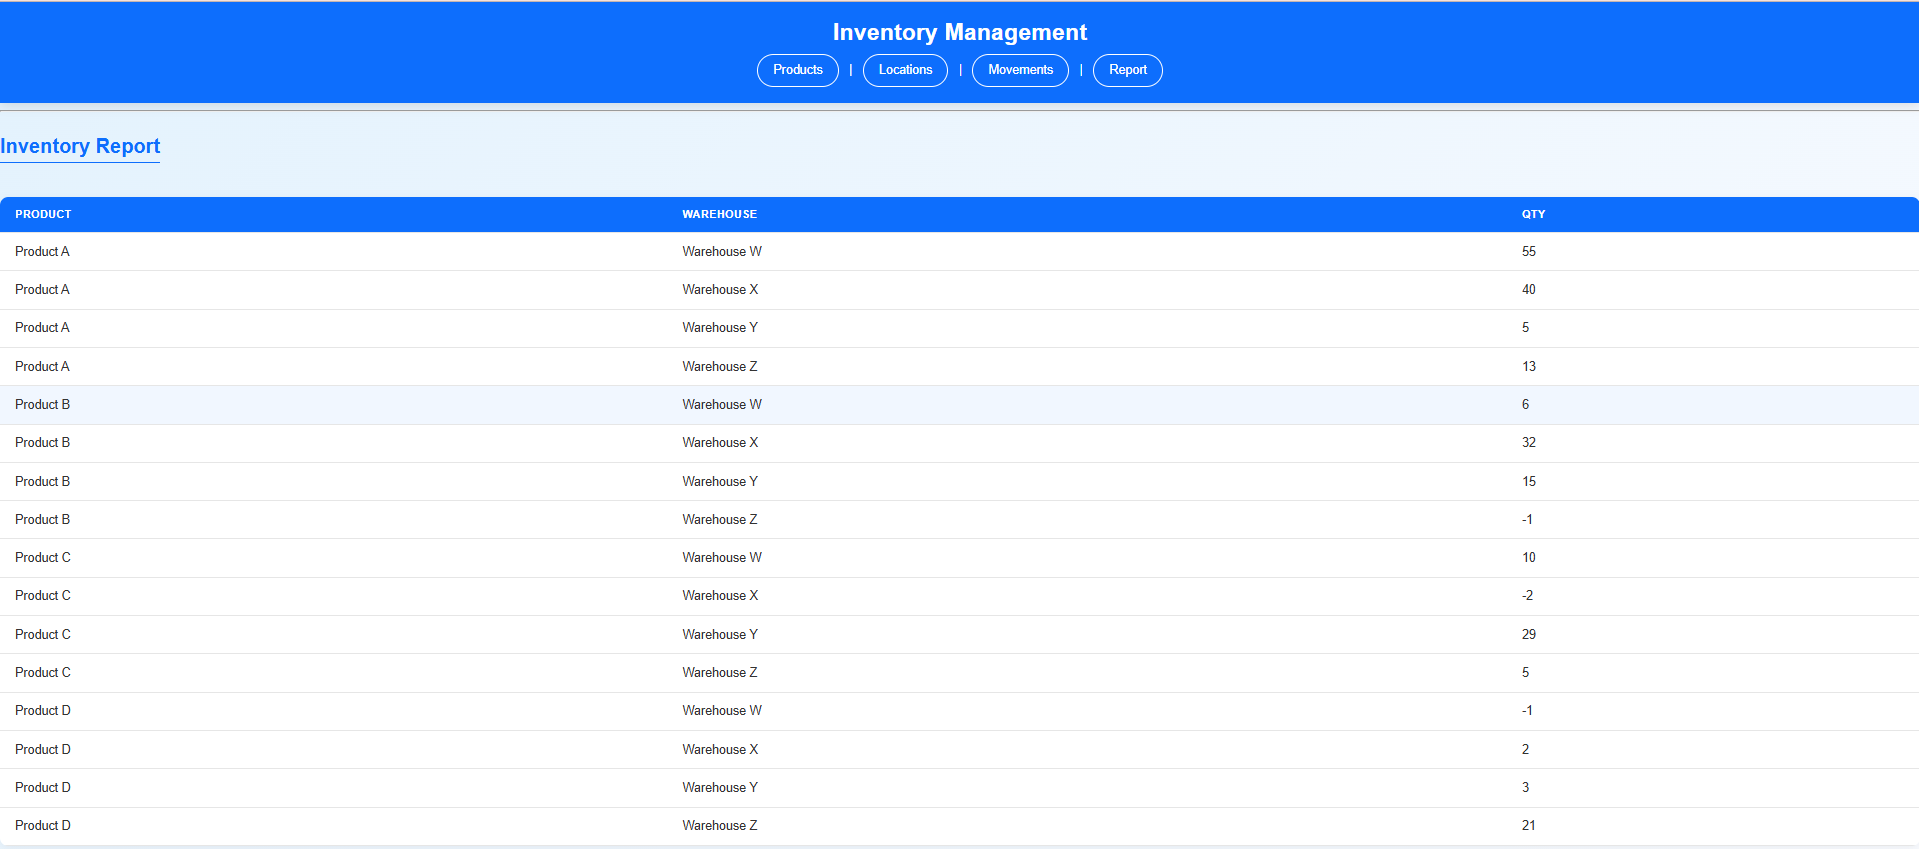 Inventory Management
Products | Locations | Movements | Report
Inventory Report
PRODUCT WAREHOUSE QTY
Product A Warehouse W 55
Product A Warehouse X 40
Product A Warehouse Y 5
Product A Warehouse Z 13
Product B Warehouse W 6
Product B Warehouse X 32
Product B Warehouse Y 15
Product B Warehouse Z -1
Product C Warehouse W 10
Product C Warehouse X -2
Product C Warehouse Y 29
Product C Warehouse Z 5
Product D Warehouse W -1
Product D Warehouse X 2
Product D Warehouse Y 3
Product D Warehouse Z 21